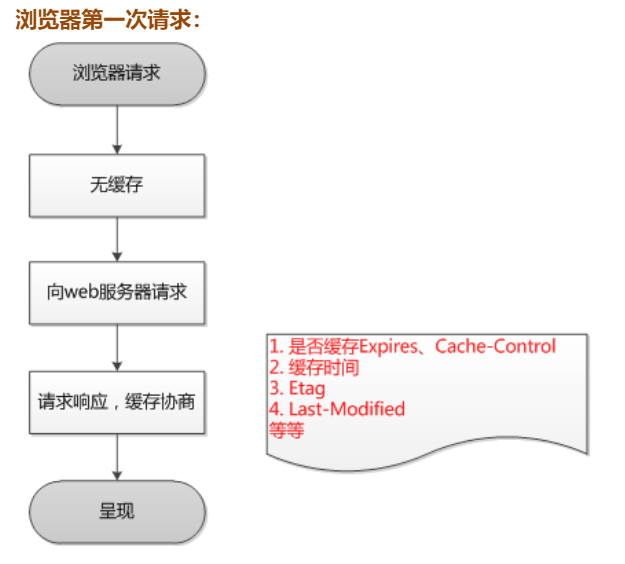 浏览器第一次请求：
浏览器请求
无缓存
向web服务器请求
请求响应，缓存协商
呈现
1. 是否缓存Expires、Cache-Control
2. 缓存时间
3. Etag
4. Last-Modified
等等